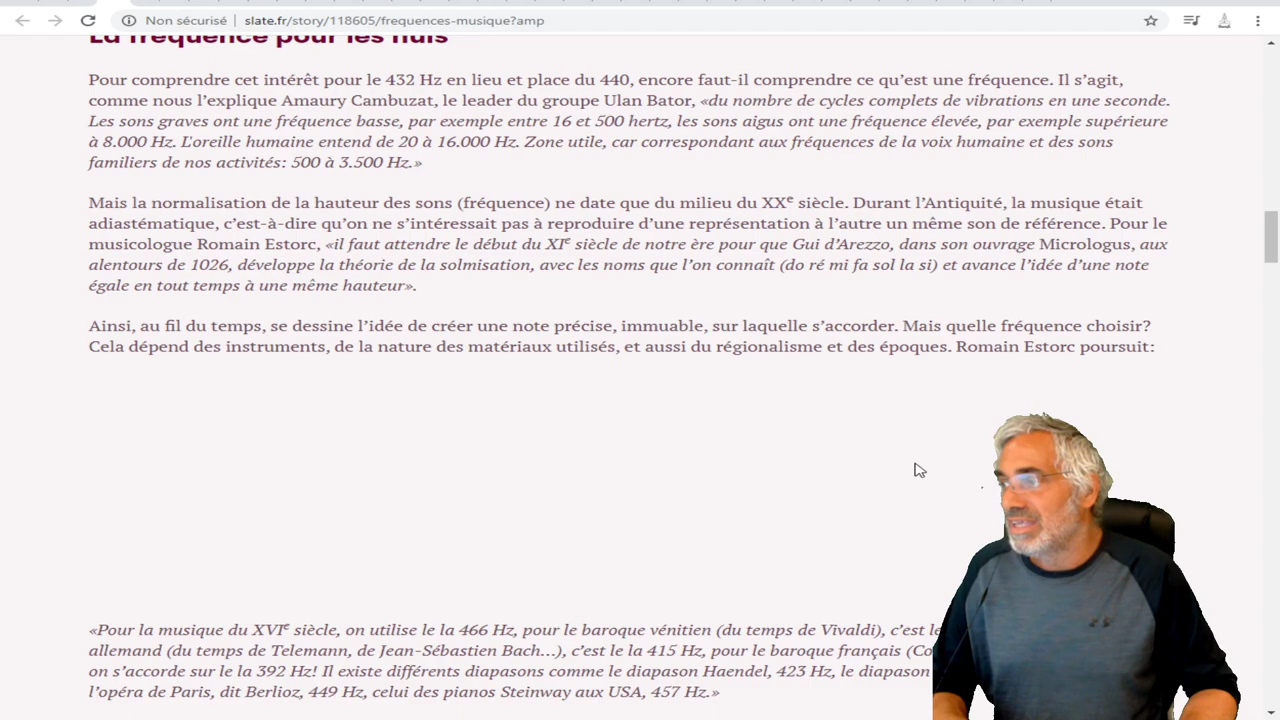 Non sécurisé | slate.fr/story/118605/frequences-musique?amp
La fréquence pour les nuls
Pour comprendre cet intérêt pour le 432 Hz en lieu et place du 440, encore faut-il comprendre ce qu’est une fréquence. Il s’agit,
comme nous l’explique Amaury Cambuzat, le leader du groupe Ulan Bator, «du nombre de cycles complets de vibrations en une seconde.
Les sons graves ont une fréquence basse, par exemple entre 16 et 500 hertz, les sons aigus ont une fréquence élevée, par exemple supérieure
à 8.000 Hz. L'oreille humaine entend de 20 à 16.000 Hz. Zone utile, car correspondant aux fréquences de la voix humaine et des sons
familiers de nos activités: 500 à 3.500 Hz.»
Mais la normalisation de la hauteur des sons (fréquence) ne date que du milieu du XXe siècle. Durant l’Antiquité, la musique était
adiastématique, c’est-à-dire qu’on ne s’intéressait pas à reproduire d’une représentation à l’autre un même son de référence. Pour le
musicologue Romain Estorc, «il faut attendre le début du XIe siècle de notre ère pour que Gui d’Arezzo, dans son ouvrage Micrologus, aux
alentours de 1026, développe la théorie de la solmisation, avec les noms que l’on connaît (do ré mi fa sol la si) et avance l’idée d’une note
égale en tout temps à une même hauteur».
Ainsi, au fil du temps, se dessine l’idée de créer une note précise, immuable, sur laquelle s’accorder. Mais quelle fréquence choisir?
Cela dépend des instruments, de la nature des matériaux utilisés, et aussi du régionalisme et des époques. Romain Estorc poursuit:
«Pour la musique du XVIe siècle, on utilise le la 466 Hz, pour le baroque vénitien (du temps de Vivaldi), c’est le
allemand (du temps de Telemann, de Jean-Sébastien Bach...), c’est le la 415 Hz, pour le baroque français (Co
on s’accorde sur le la 392 Hz! Il existe différents diapasons comme le diapason Haendel, 423 Hz, le diapason
l’opéra de Paris, dit Berlioz, 449 Hz, celui des pianos Steinway aux USA, 457 Hz.»